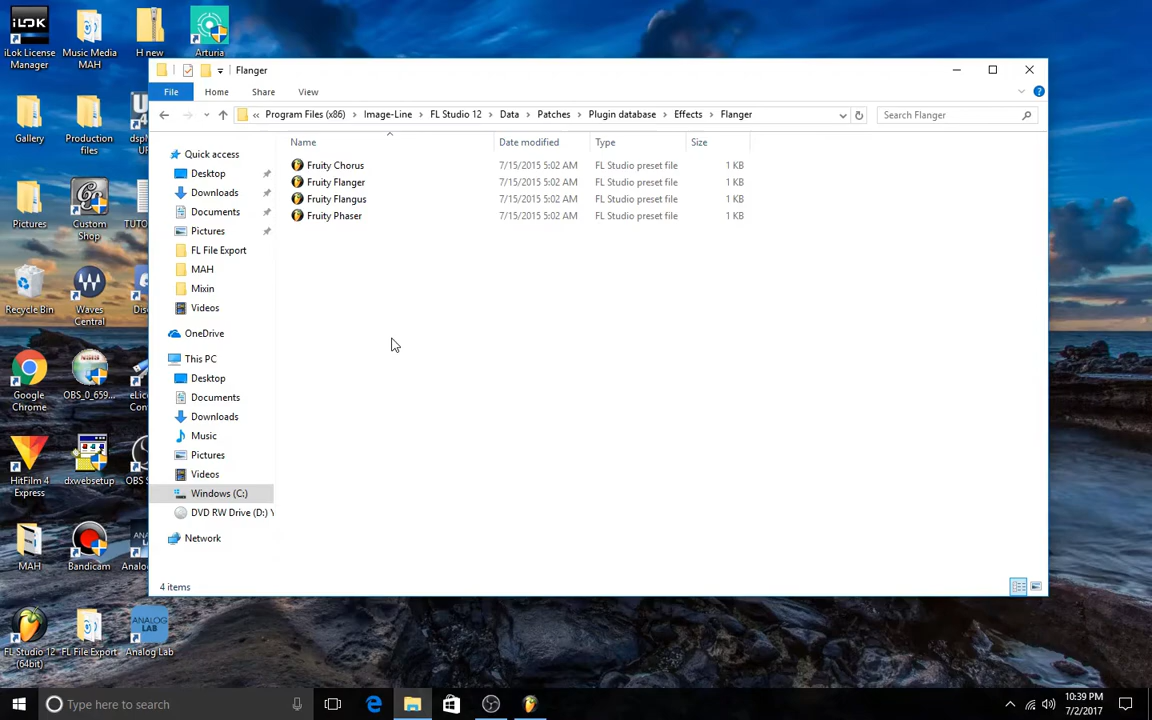 iLok License Manager
Music Media MAH
H new
Arturia
Gallery
Production files
Pictures
Custom Shop
Recycle Bin
Waves Central
Google Chrome
OBS_0_659...
HitFilm 4 Express
dxwebsetup
OBS S
MAH
Bandicam
Analo
FL Studio 12 (64bit)
FL File Export
Analog Lab
ANALOG LAB
Flanger
File Home Share View
« Program Files (x86) Image-Line FL Studio 12 Data Patches Plugin database Effects Flanger
Search Flanger
Name Date modified Type Size
Fruity Chorus 7/15/2015 5:02 AM FL Studio preset file 1 KB
Fruity Flanger 7/15/2015 5:02 AM FL Studio preset file 1 KB
Fruity Flangus 7/15/2015 5:02 AM FL Studio preset file 1 KB
Fruity Phaser 7/15/2015 5:02 AM FL Studio preset file 1 KB
Quick access
Desktop
Downloads
Documents
Pictures
FL File Export
MAH
Mixin
Videos
OneDrive
This PC
Desktop
Documents
Downloads
Music
Pictures
Videos
Windows (C:)
DVD RW Drive (D:) V
Network
4 items
Type here to search
10:39 PM
7/2/2017